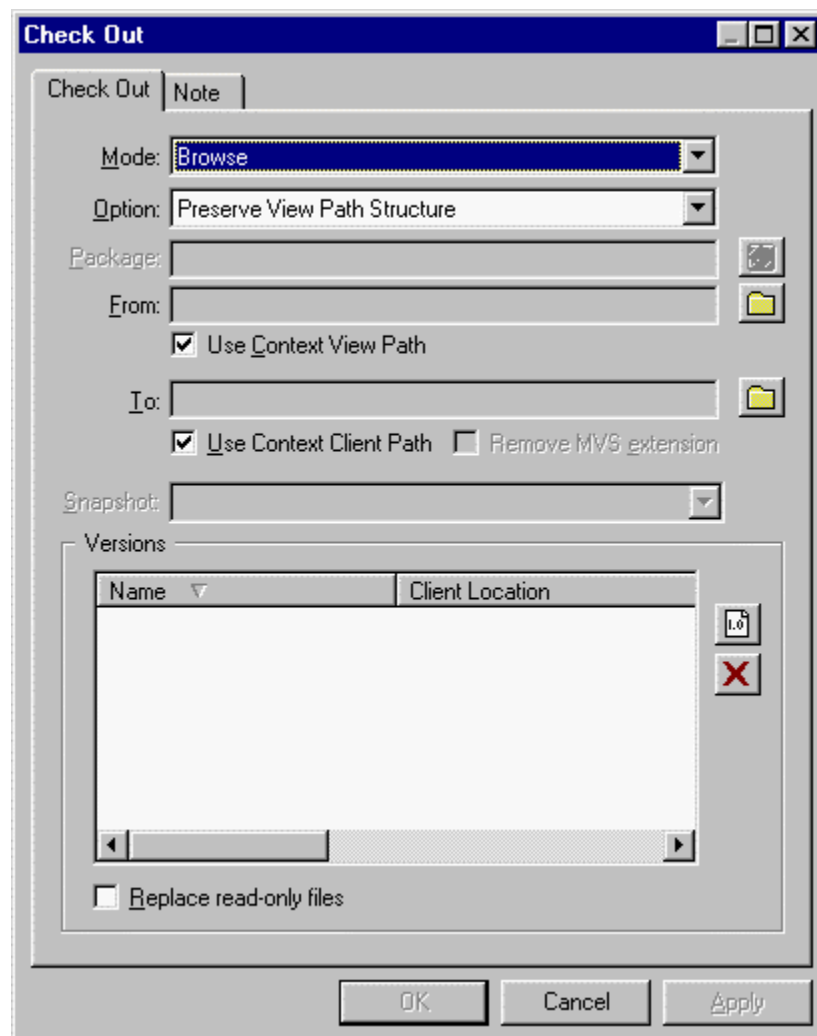 Check Out
Check Out Note
Mode: Browse
Option: Preserve View Path Structure
Package:
From:
Use Context View Path
To:
Use Context Client Path Remove MVS extension
Snapshot:
Versions
Name Client Location
1.0
Replace read-only files
OK Cancel Apply